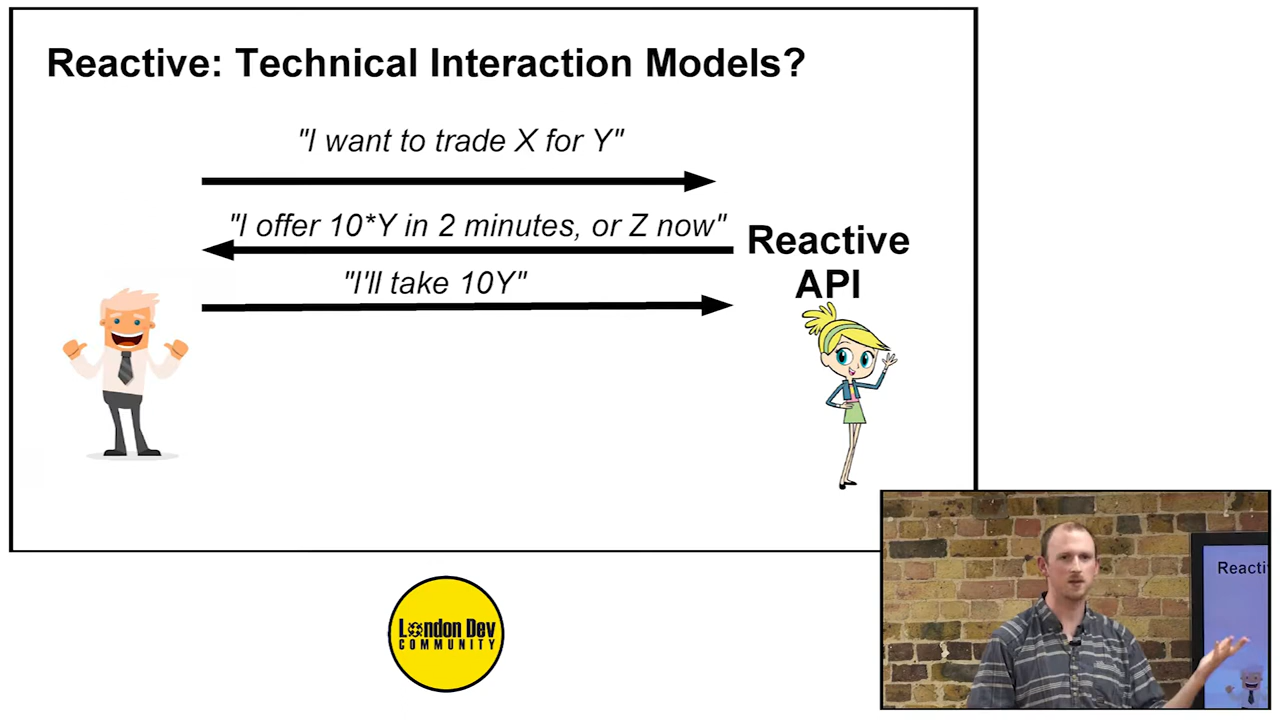 Reactive: Technical Interaction Models?
"I want to trade X for Y"
"I offer 10*Y in 2 minutes, or Z now"
Reactive
API
"I'll take 10Y"
London Dev
COMMUNITY
Reacti